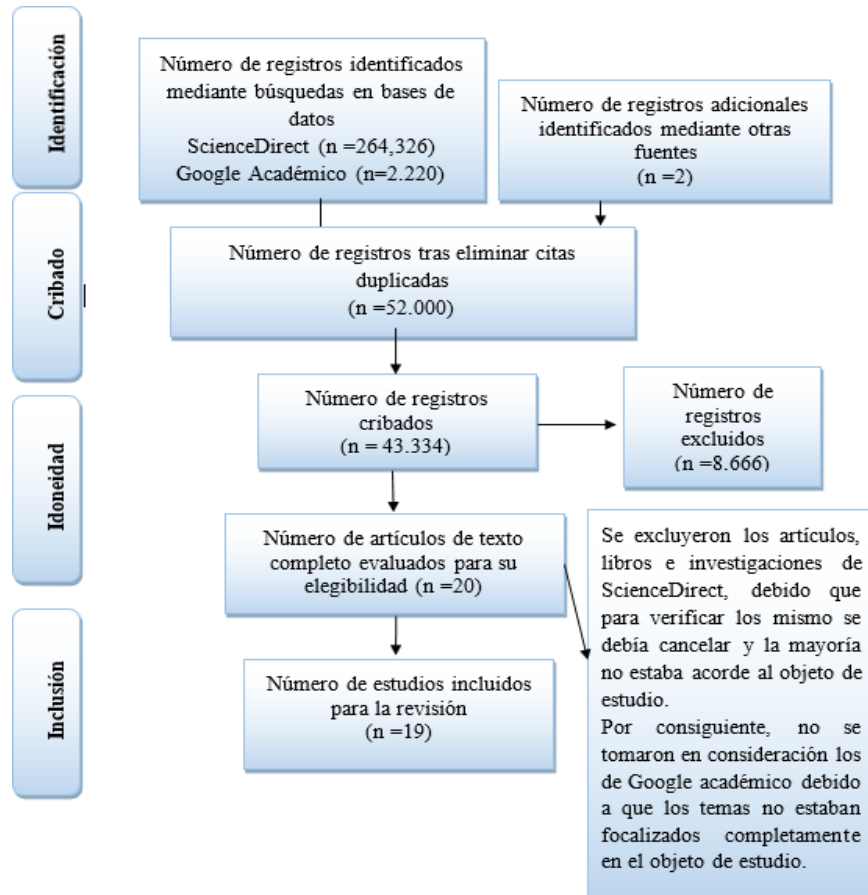 Identificación
Número de registros identificados
mediante búsquedas en bases de
datos
ScienceDirect (n =264,326)
Google Académico (n=2.220)
Número de registros adicionales
identificados mediante otras
fuentes
(n =2)
Cribado
Número de registros tras eliminar citas
duplicadas
(n =52.000)
Número de registros
cribados
(n = 43.334)
Número de
registros
excluidos
(n =8.666)
Idoneidad
Número de artículos de texto
completo evaluados para su
elegibilidad (n =20)
Se excluyeron los artículos,
libros e investigaciones de
ScienceDirect, debido que
para verificar los mismo se
debía cancelar y la mayoría
no estaba acorde al objeto de
estudio.
Por consiguiente, no se
tomaron en consideración los
de Google académico debido
a que los temas no estaban
focalizados completamente
en el objeto de estudio.
Inclusión
Número de estudios incluidos
para la revisión
(n =19)